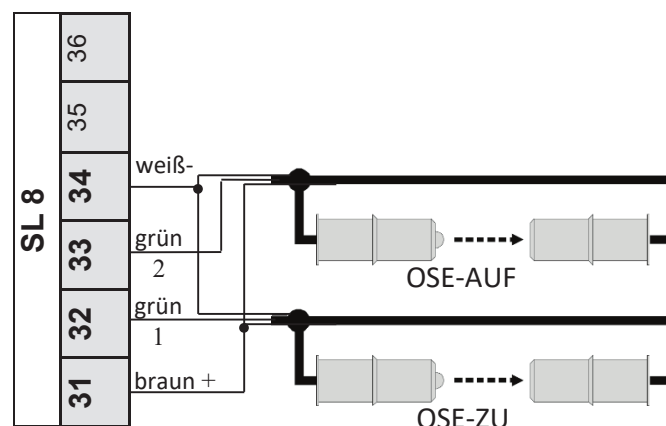 SL 8
36
35
34
33
32
31
weiß-
grün
2
grün
1
braun +
OSE-AUF
OSE-ZU